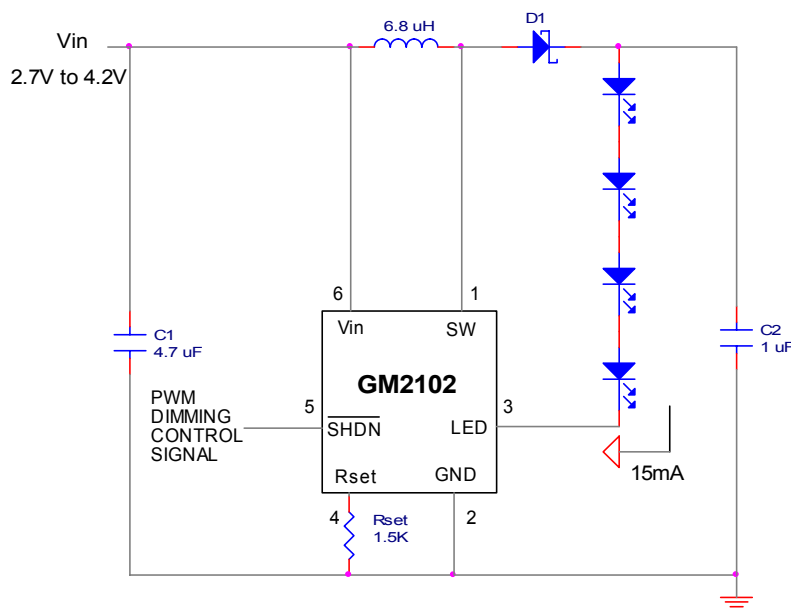 Vin
2.7V to 4.2V
6.8 uH
D1
6
1
Vin
SW
C1
4.7 uF
C2
1 uF
GM2102
PWM
DIMMING
CONTROL
SIGNAL
5
SHDN
LED
3
15mA
Rset
GND
4
2
Rset
1.5K